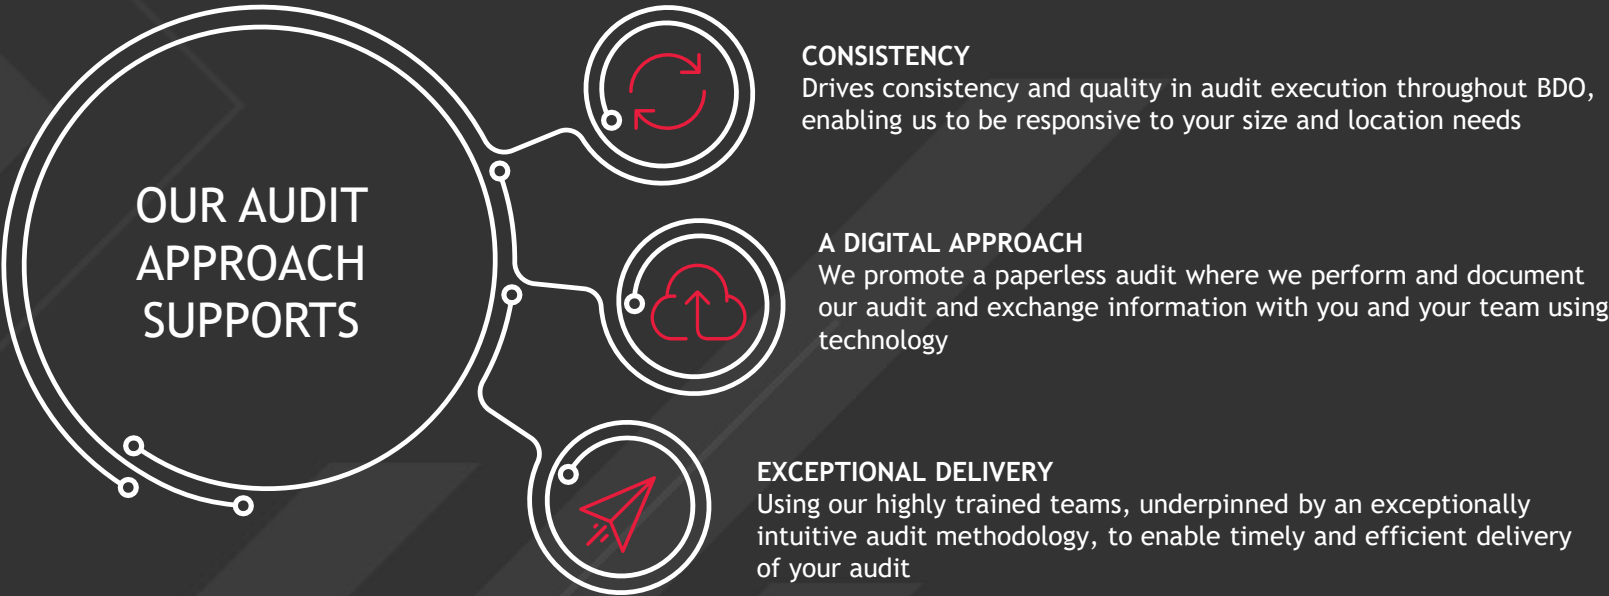 OUR AUDIT
APPROACH
SUPPORTS
CONSISTENCY
Drives consistency and quality in audit execution throughout BDO,
enabling us to be responsive to your size and location needs
A DIGITAL APPROACH
We promote a paperless audit where we perform and document
our audit and exchange information with you and your team using
technology
EXCEPTIONAL DELIVERY
Using our highly trained teams, underpinned by an exceptionally
intuitive audit methodology, to enable timely and efficient delivery
of your audit